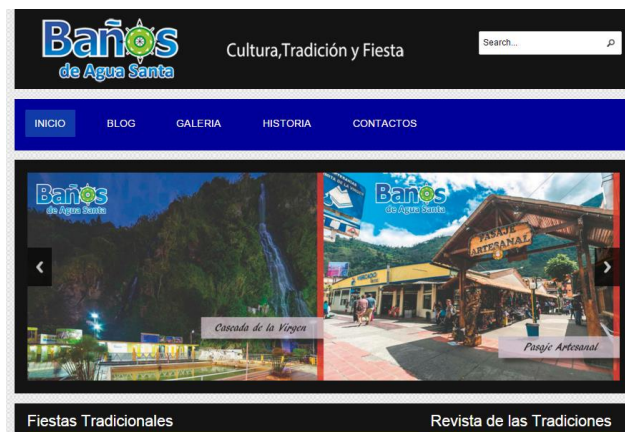 Baños
de Agua Santa
Cultura,Tradición y Fiesta
Search...
INICIO BLOG GALERIA HISTORIA CONTACTOS
Baños
de Agua Santa
Cascada de la Virgen
Baños
de Agua Santa
PASAJE
ARTESANAL
MERCADO
Pasaje Artesanal
Fiestas Tradicionales
Revista de las Tradiciones